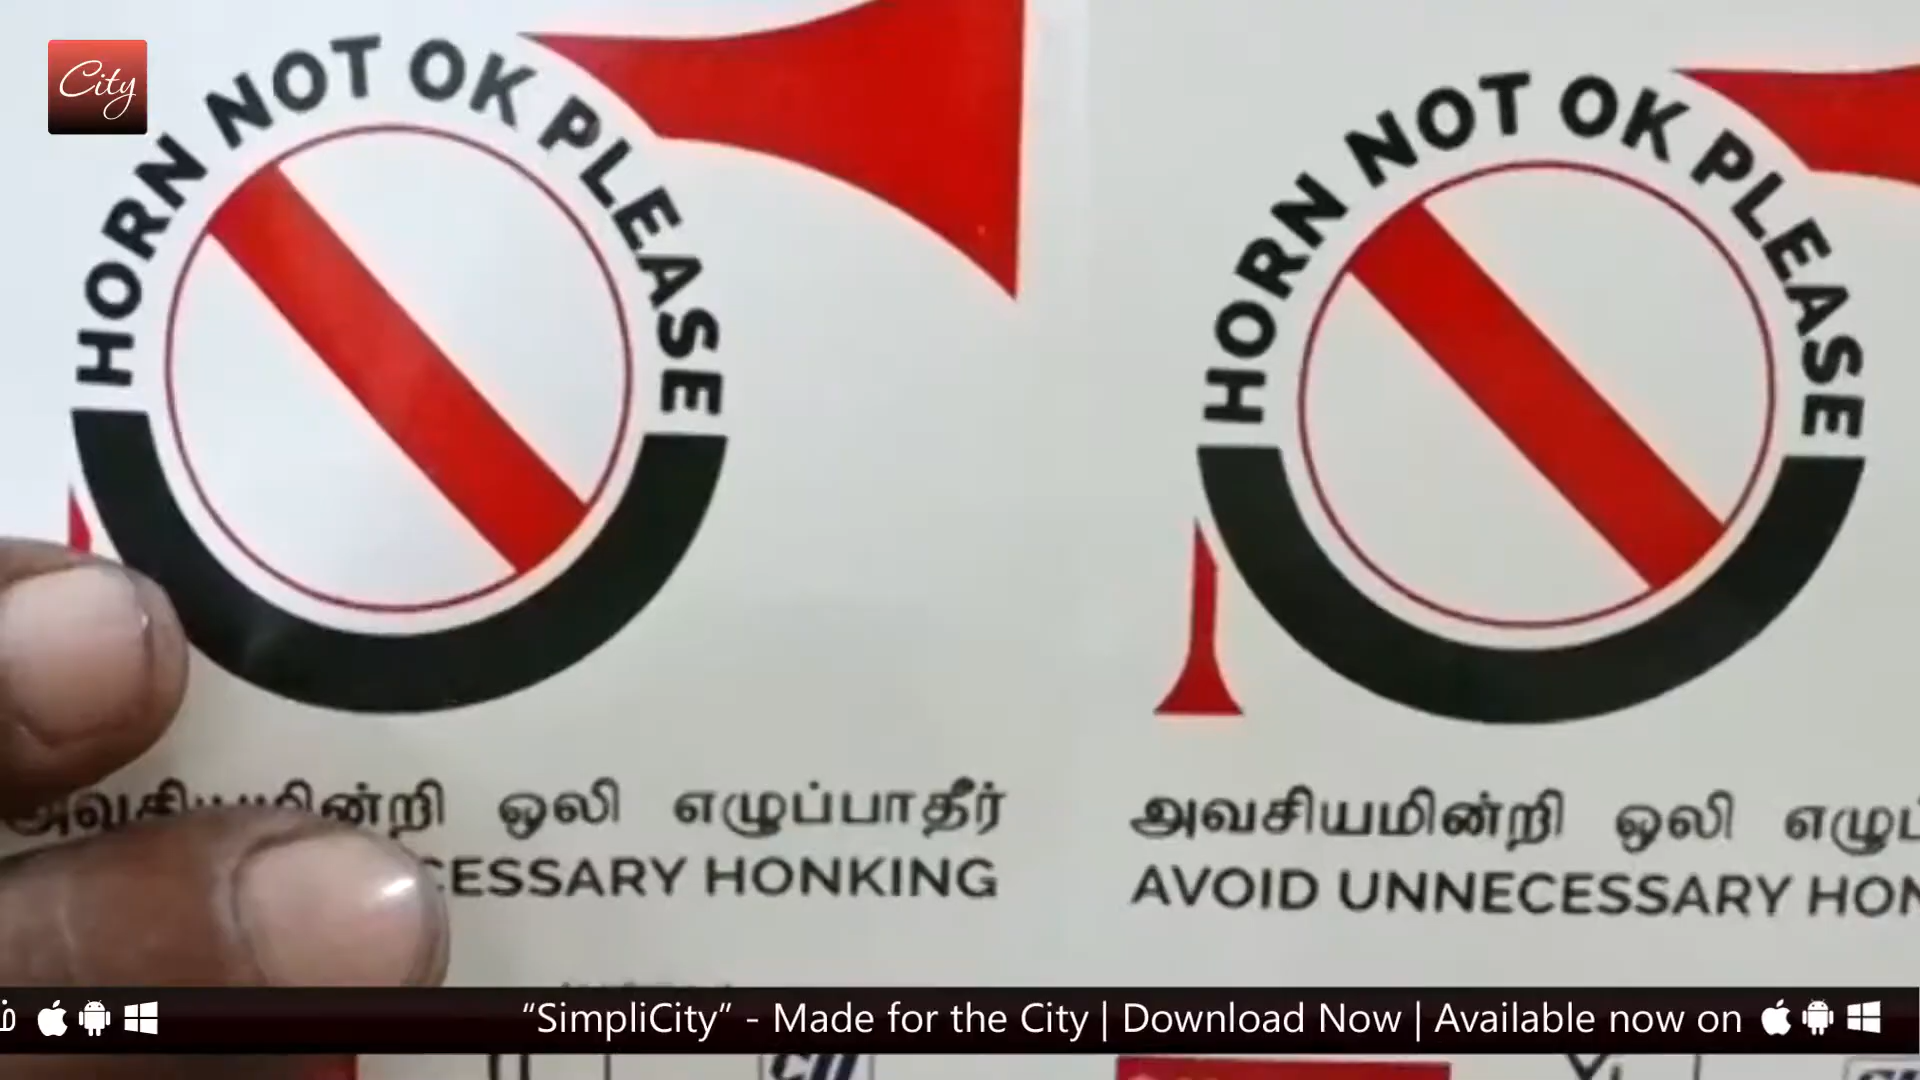 City
HORN NOT OK PLEASE
HORN NOT OK PLEASE
ஒலி எழுப்பாதீர்
HONKING
அவசியமின்றி ஒலி
AVOID UNNECESSARY
“SimpliCity” - Made for the City | Download Now | Available now on
CII